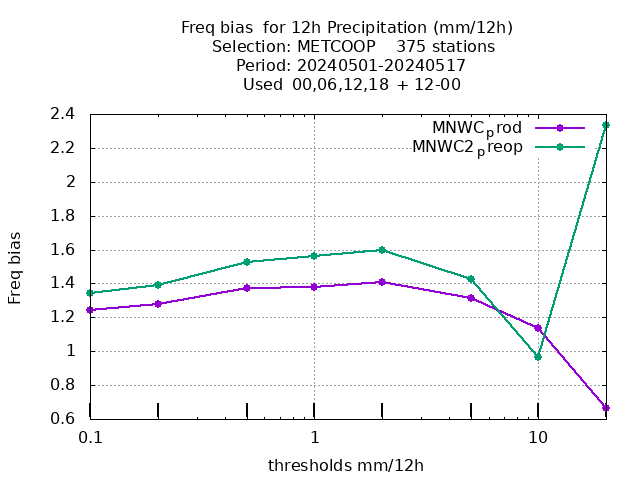 Freq bias  for 12h Precipitation (mm/12h)
Selection: METCOOP    375 stations
Period: 20240501-20240517
Used  00,06,12,18  + 12-00
MNWCprod
MNWC2preop
Freq bias
2.4
2.2
2
1.8
1.6
1.4
1.2
1
0.8
0.6
0.1 1 10
thresholds mm/12h